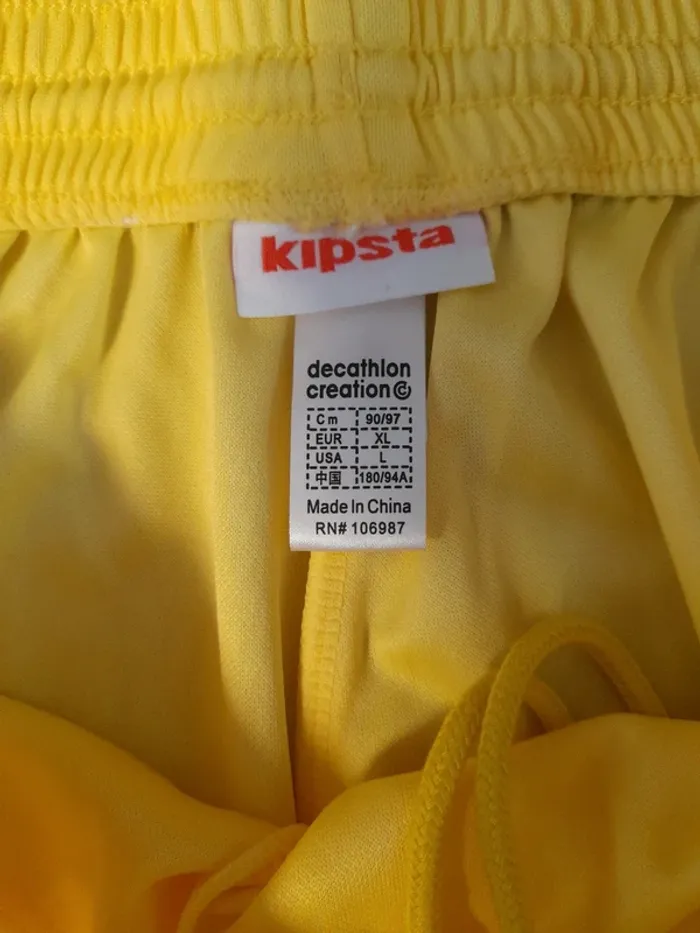 kipsta
decathlon
creation
Cm 90/97
EUR XL
USA L
中国 180/94A
Made In China
RN# 106987